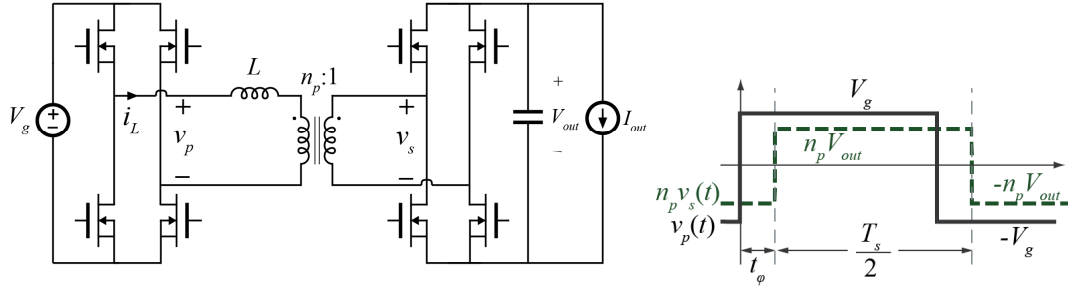 L
n_p:1
V_g
i_L
+
v_p
−
+
v_s
−
+
V_out
−
I_out
V_g
n_pV_out
n_pv_s(t)
-n_pV_out
v_p(t)
-V_g
t_φ
T_s
2